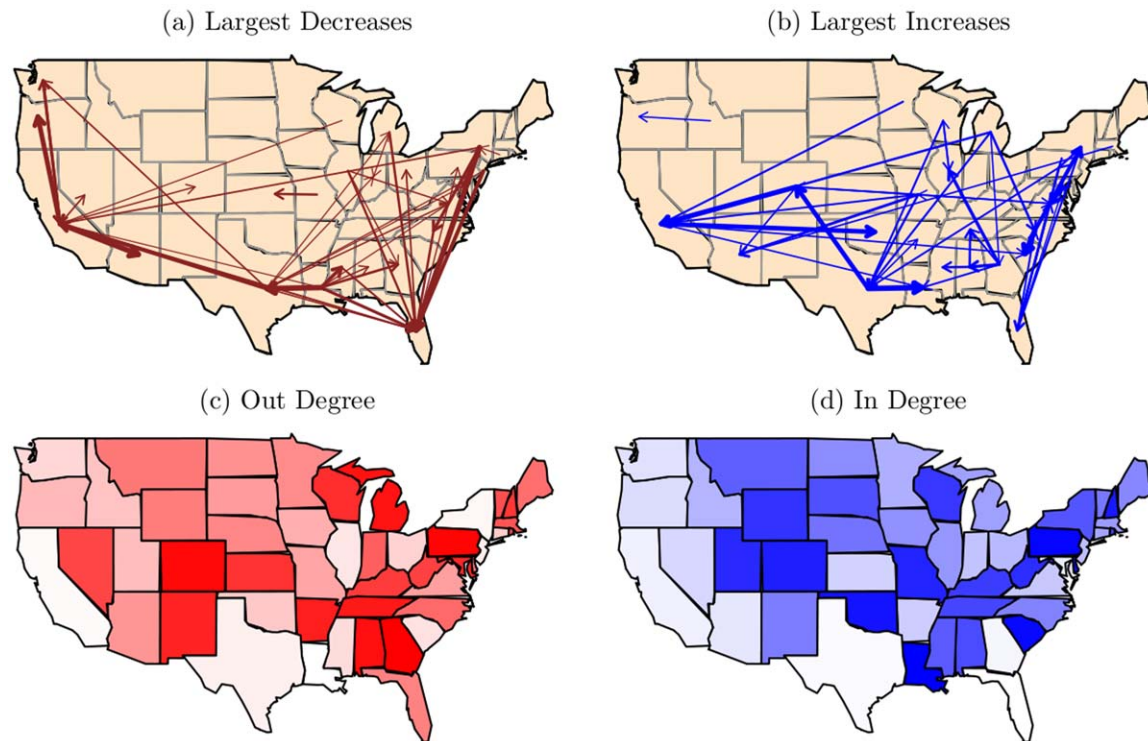 (a) Largest Decreases
(b) Largest Increases
(c) Out Degree
(d) In Degree